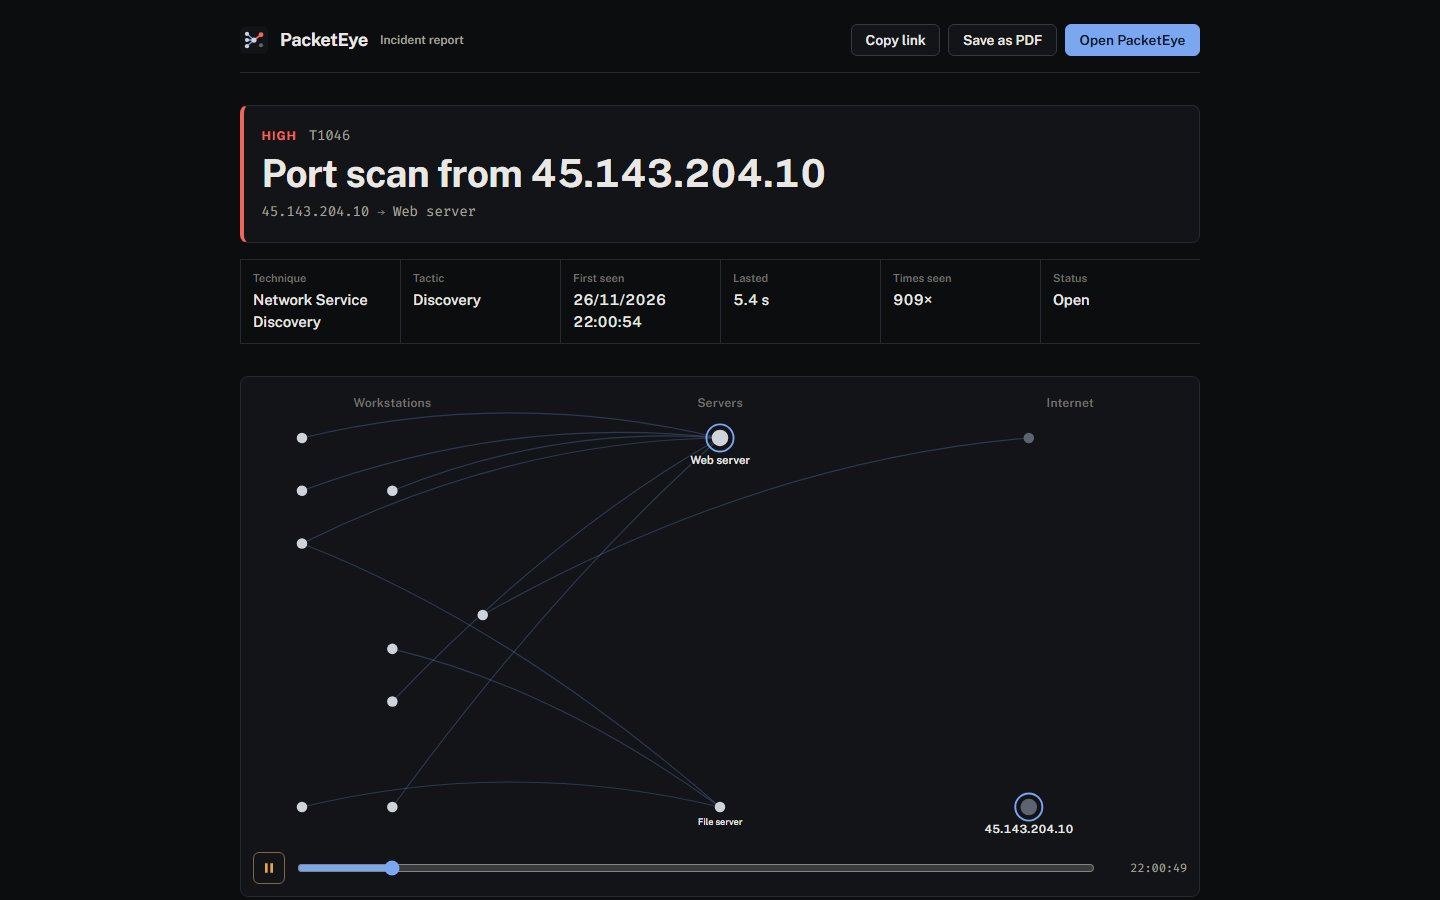 PacketEye Incident report
Copy link
Save as PDF
Open PacketEye
HIGH T1046
Port scan from 45.143.204.10
45.143.204.10 → Web server
Technique
Network Service
Discovery
Tactic
Discovery
First seen
26/11/2026
22:00:54
Lasted
5.4 s
Times seen
909×
Status
Open
Workstations
Servers
Internet
Web server
File server
45.143.204.10
22:00:49